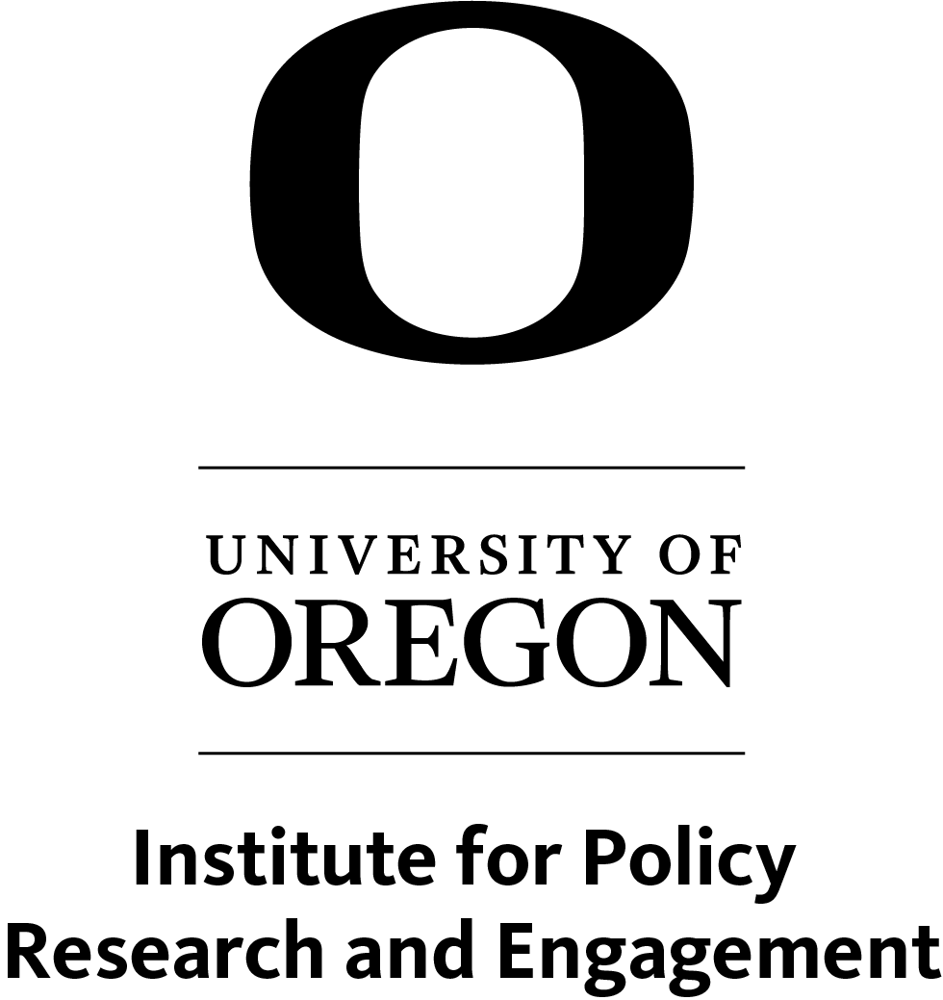 O
UNIVERSITY OF
OREGON
Institute for Policy
Research and Engagement